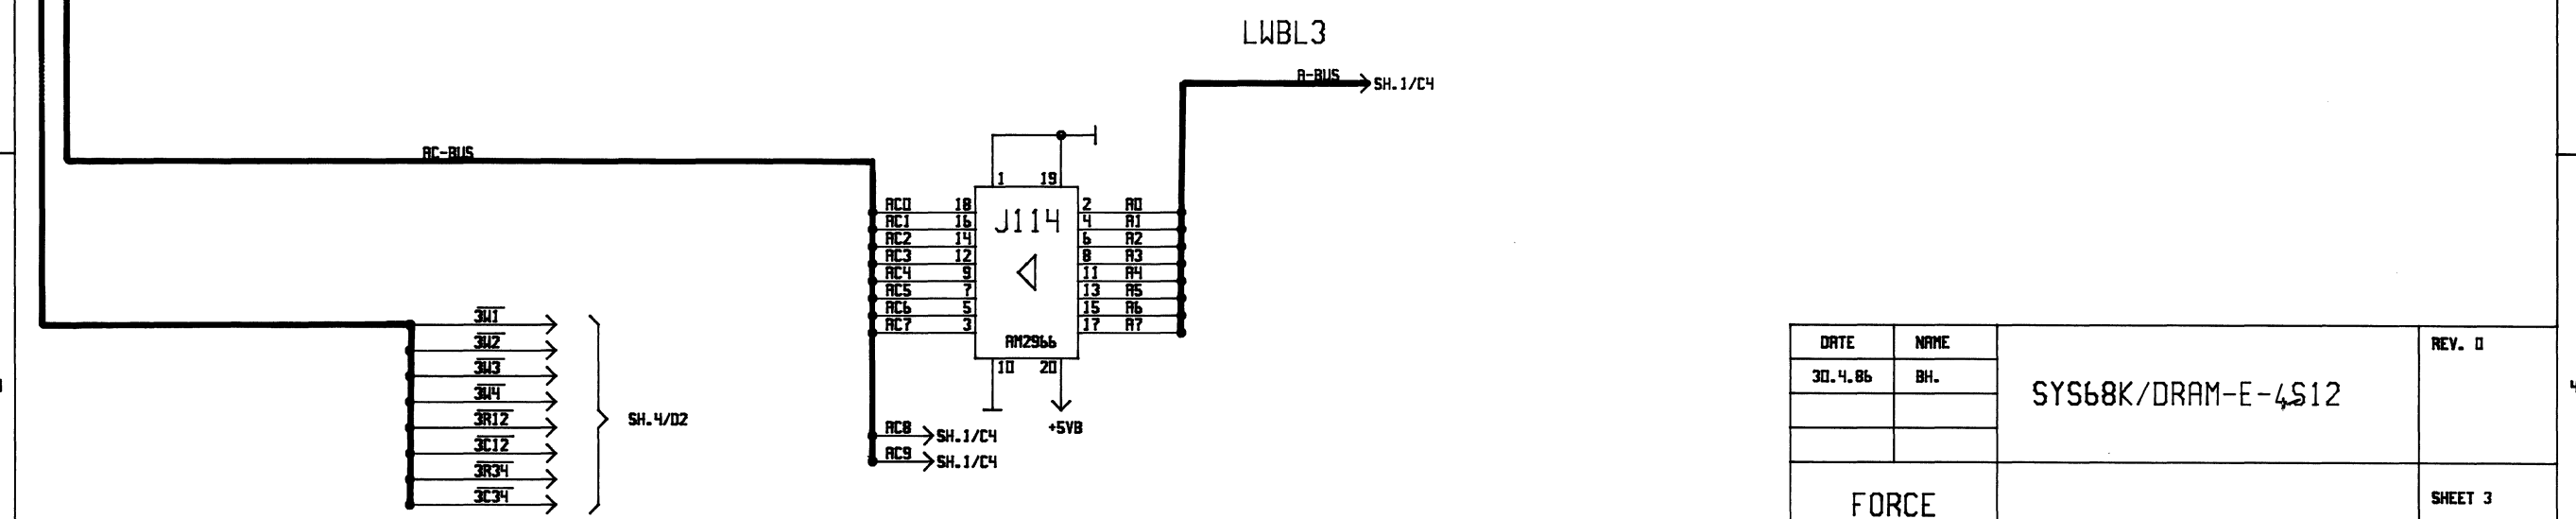 LWBL3
A-BUS SH.1/C4
AC-BUS
1 19
AC0 18 2 A0
AC1 16 J114 4 A1
AC2 14 6 A2
AC3 12 8 A3
AC4 9 11 A4
AC5 7 13 A5
AC6 5 15 A6
AC7 3 17 A7
AM2966
10 20
+5VB
AC8 SH.1/C4
AC9 SH.1/C4
3W1
3W2
3W3
3W4
3R12
3C12
3R34
3C34
SH.4/D2
DATE NAME REV. 0
30.4.86 BH.
SYS68K/DRAM-E-4S12
FORCE SHEET 3